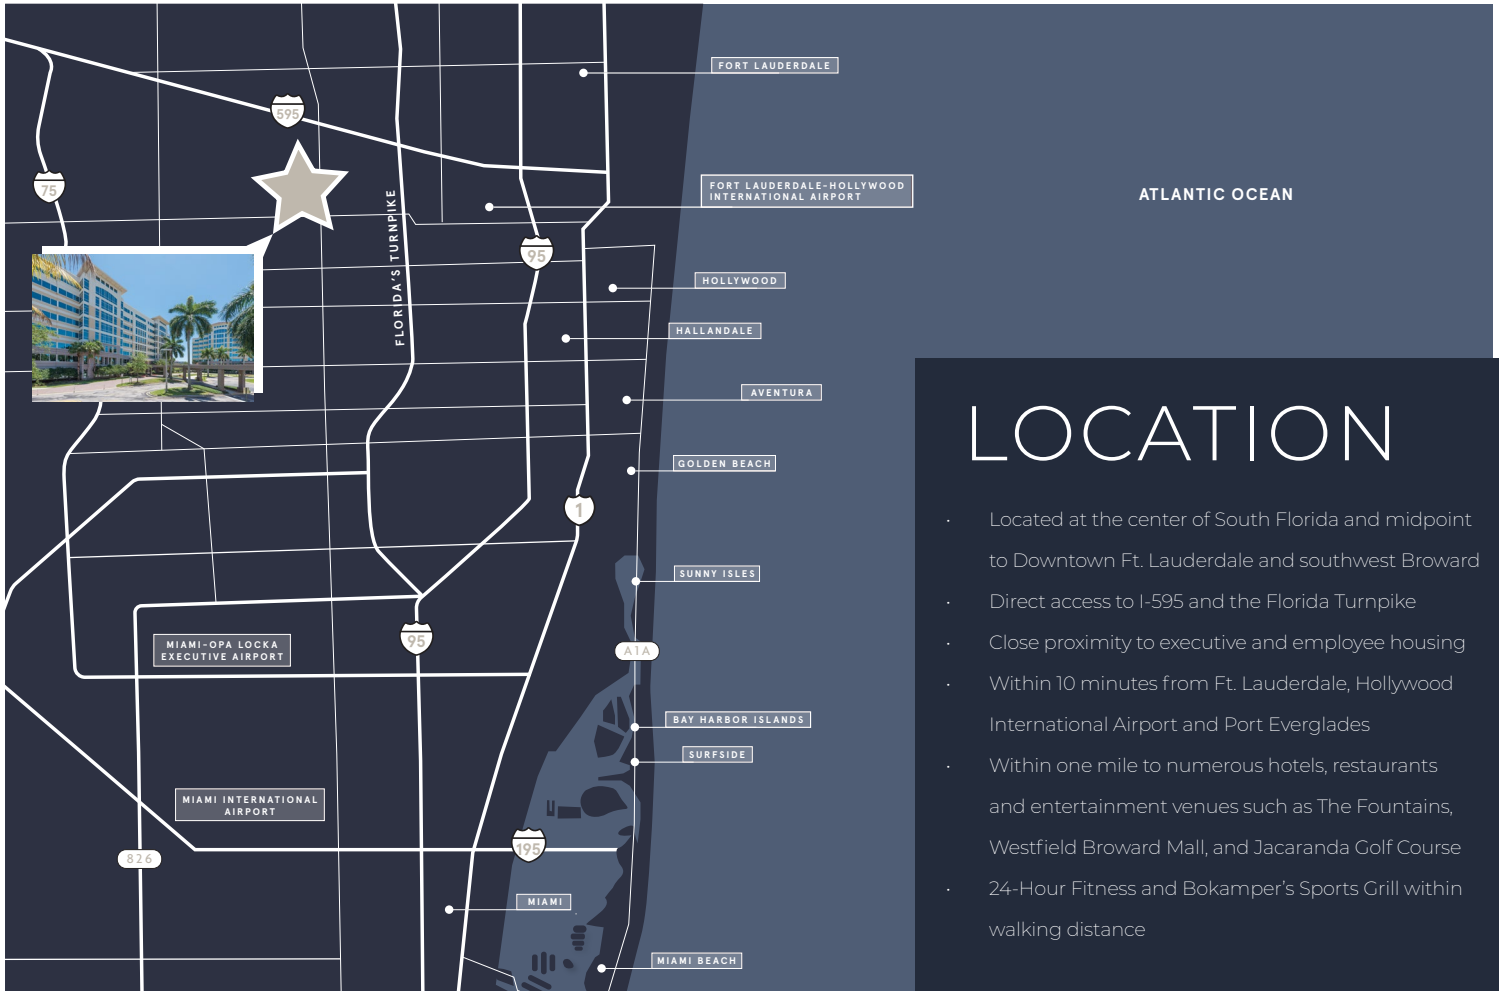 FORT LAUDERDALE
595
75
FORT LAUDERDALE-HOLLYWOOD
INTERNATIONAL AIRPORT
ATLANTIC OCEAN
FLORIDA'S TURNPIKE
95
HOLLYWOOD
HALLANDALE
AVENTURA
GOLDEN BEACH
1
SUNNY ISLES
95
MIAMI-OPA LOCKA
EXECUTIVE AIRPORT
A1A
BAY HARBOR ISLANDS
SURFSIDE
MIAMI INTERNATIONAL
AIRPORT
195
826
MIAMI
MIAMI BEACH
LOCATION
· Located at the center of South Florida and midpoint
to Downtown Ft. Lauderdale and southwest Broward
· Direct access to I-595 and the Florida Turnpike
· Close proximity to executive and employee housing
· Within 10 minutes from Ft. Lauderdale, Hollywood
International Airport and Port Everglades
· Within one mile to numerous hotels, restaurants
and entertainment venues such as The Fountains,
Westfield Broward Mall, and Jacaranda Golf Course
· 24-Hour Fitness and Bokamper's Sports Grill within
walking distance